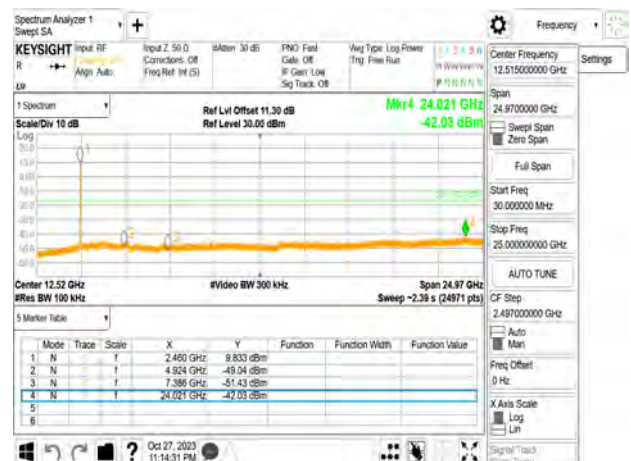 Spectrum Analyzer 1
Swept SA
Frequency
Settings
KEYSIGHT
Input: RF
Align: Auto
Input Z: 50 Ω
Corrections: Off
Freq Ref: Int (S)
#Atten: 30 dB
PNO: Fast
Gate: Off
IF Gain: Low
Sig Track: Off
Avg Type: Log-Power
Trig: Free Run
Center Frequency
12.515000000 GHz
Span
24.9700000 GHz
Swept Span
Zero Span
Full Span
Start Freq
30.000000 MHz
Stop Freq
25.000000000 GHz
AUTO TUNE
CF Step
2.497000000 GHz
Auto
Man
Freq Offset
0 Hz
X Axis Scale
Log
Lin
Signal Track
1 Spectrum
Scale/Div 10 dB
Log
Ref Lvl Offset 11.30 dB
Ref Level 30.00 dBm
Mkr4 24.021 GHz
-42.03 dBm
Center 12.52 GHz
#Res BW 100 kHz
#Video BW 300 kHz
Span 24.97 GHz
Sweep ~2.39 s (24971 pts)
5 Marker Table
Mode Trace Scale X Y Function Function Width Function Value
1 N f 2.460 GHz 9.833 dBm
2 N f 4.924 GHz -49.04 dBm
3 N f 7.386 GHz -51.43 dBm
4 N f 24.021 GHz -42.03 dBm
5
6
Oct 27, 2023
11:14:31 PM